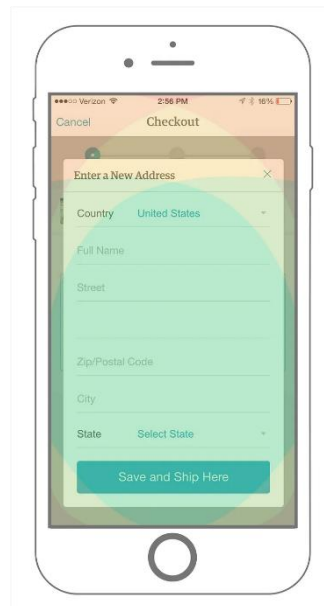 Verizon 2:56 PM 16%
Cancel Checkout
Enter a New Address ×
Country United States
Full Name
Street
Zip/Postal Code
City
State Select State
Save and Ship Here